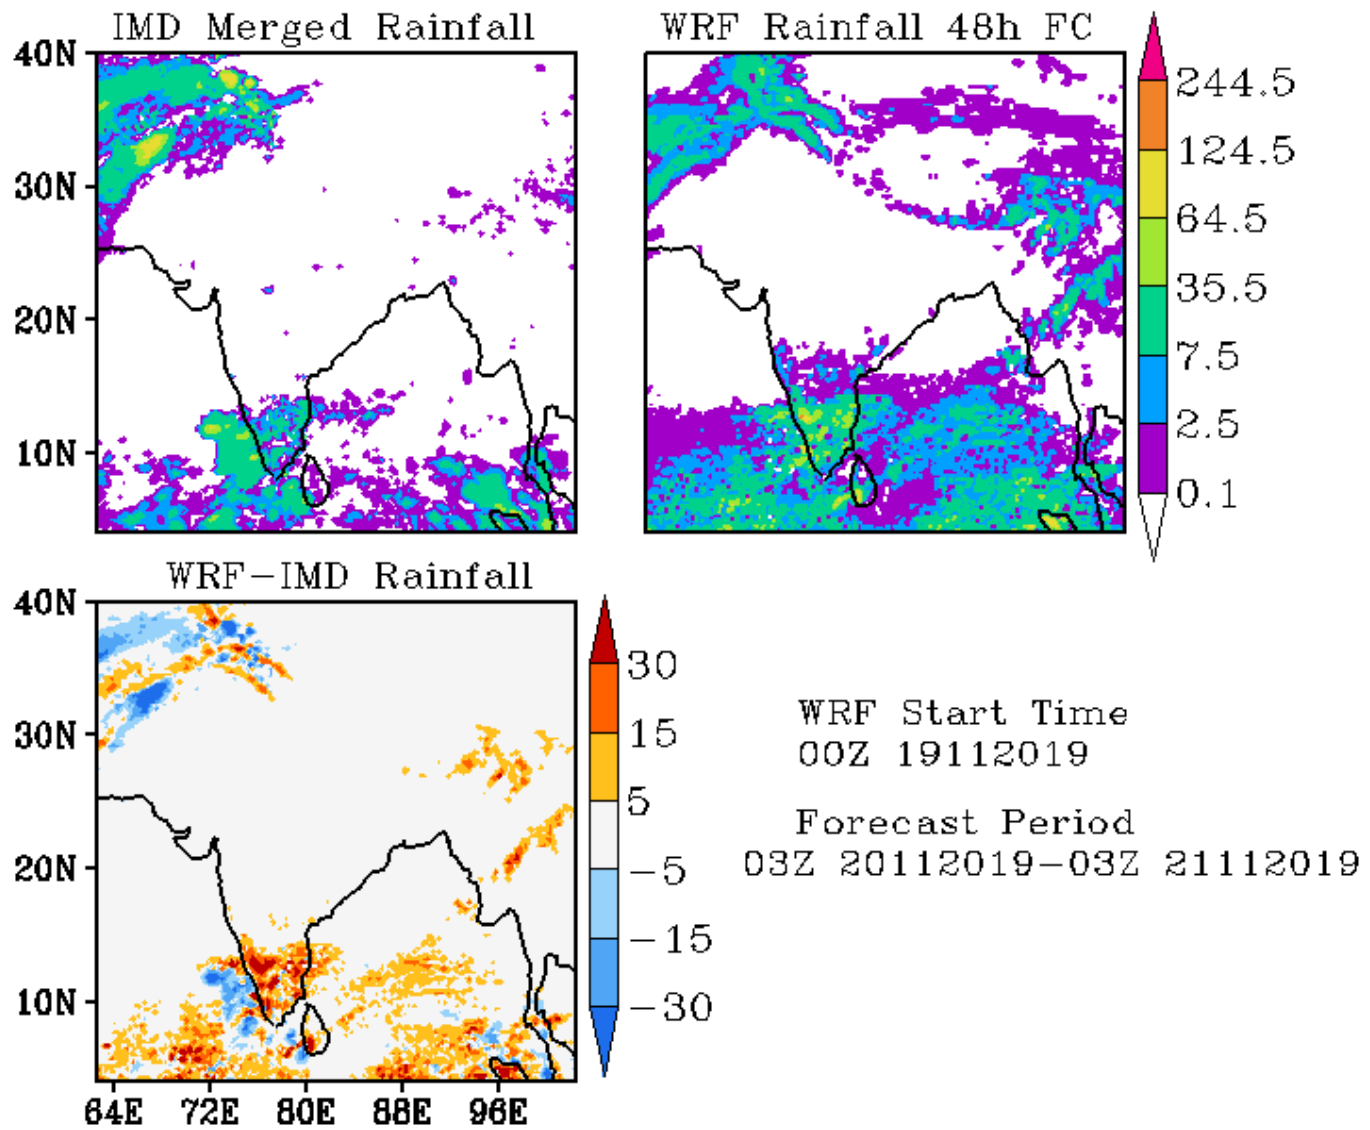 IMD Merged Rainfall
WRF Rainfall 48h FC
40N
30N
20N
10N
244.5
124.5
64.5
35.5
7.5
2.5
0.1
WRF-IMD Rainfall
40N
30N
20N
10N
64E 72E 80E 88E 96E
30
15
5
-5
-15
-30
WRF Start Time
00Z 19112019
Forecast Period
03Z 20112019-03Z 21112019